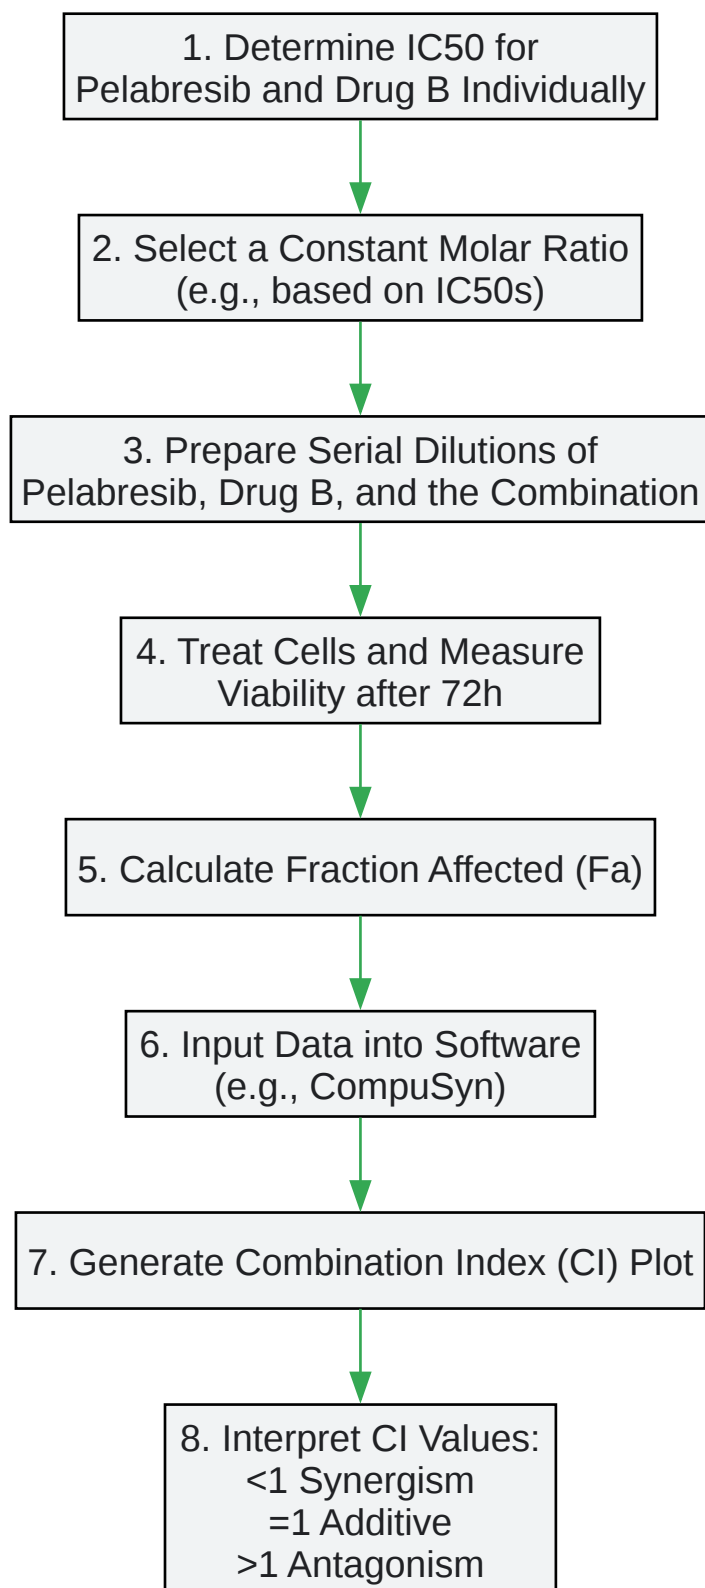 1. Determine IC50 for
Pelabresib and Drug B Individually
2. Select a Constant Molar Ratio
(e.g., based on IC50s)
3. Prepare Serial Dilutions of
Pelabresib, Drug B, and the Combination
4. Treat Cells and Measure
Viability after 72h
5. Calculate Fraction Affected (Fa)
6. Input Data into Software
(e.g., CompuSyn)
7. Generate Combination Index (CI) Plot
8. Interpret CI Values:
<1 Synergism
=1 Additive
>1 Antagonism